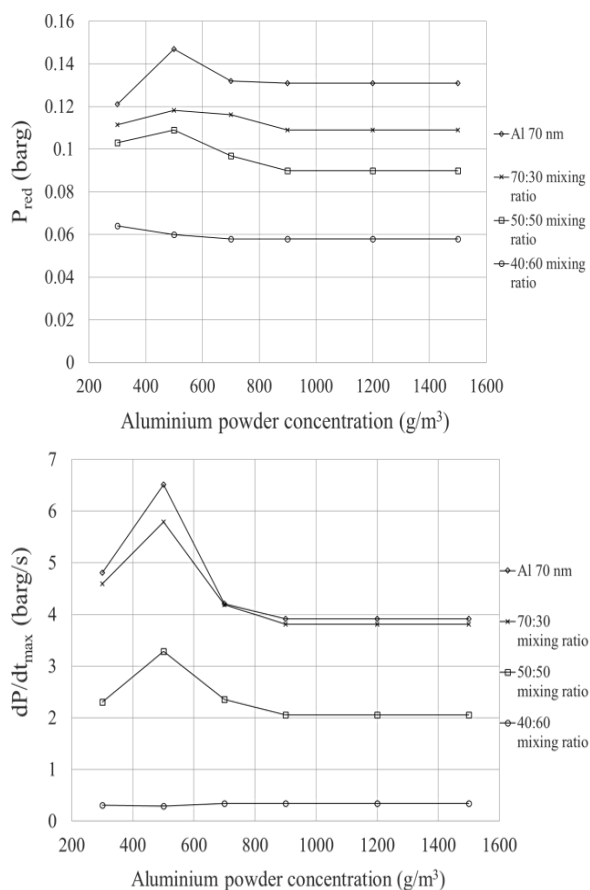 0.16
0.14
0.12
0.1
0.08
0.06
0.04
0.02
0
P_red (barg)
200 400 600 800 1000 1200 1400 1600
Aluminium powder concentration (g/m³)
Al 70 nm
70:30 mixing
ratio
50:50 mixing
ratio
40:60 mixing
ratio
7
6
5
4
3
2
1
0
dP/dt_max (barg/s)
200 400 600 800 1000 1200 1400 1600
Aluminium powder concentration (g/m³)
Al 70 nm
70:30
mixing ratio
50:50
mixing ratio
40:60
mixing ratio